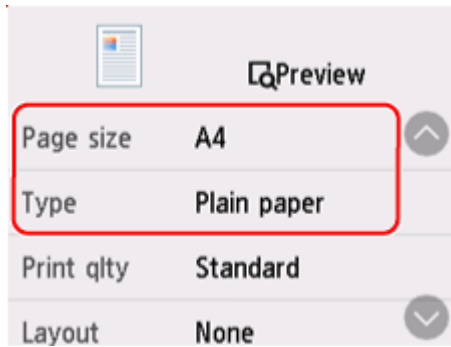 Preview
Page size A4
Type Plain paper
Print qlty Standard
Layout None